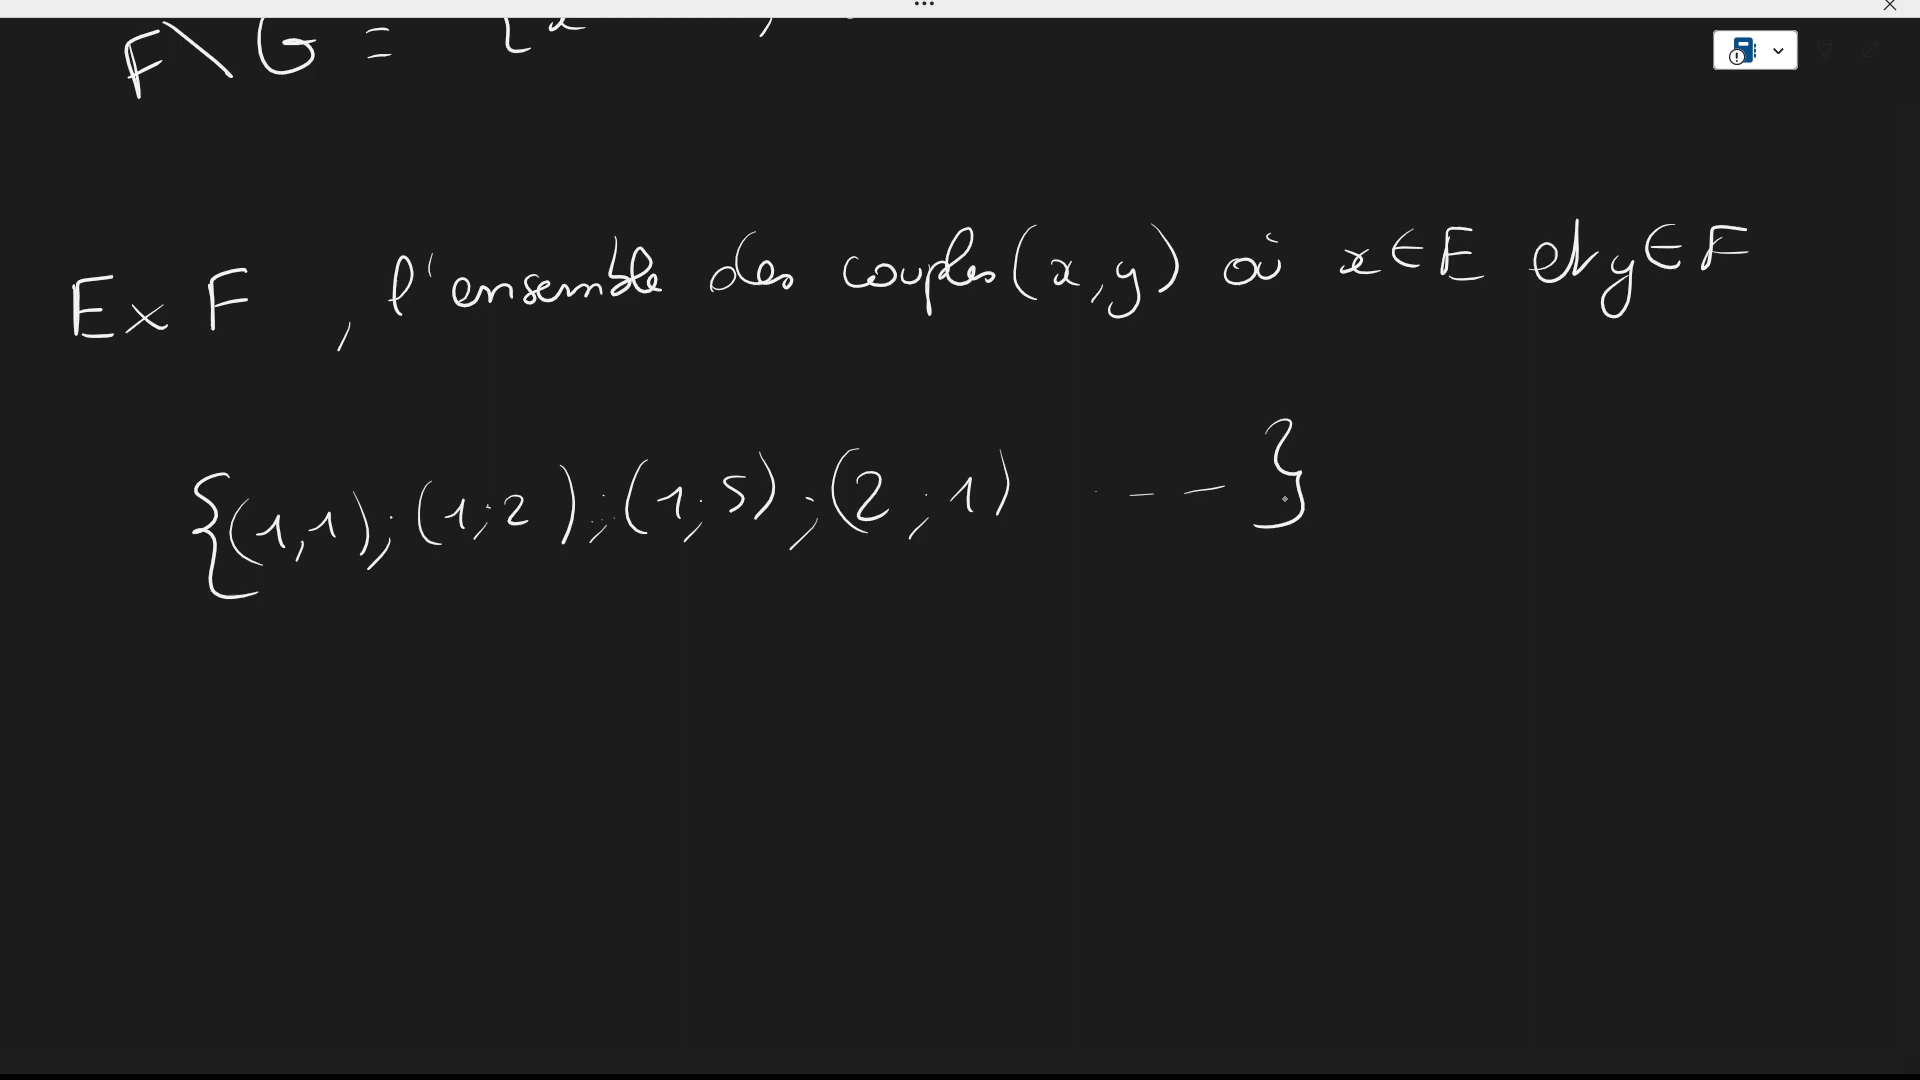 F\G =
E x F , l'ensemble des couples (x,y) où x ∈ E et y ∈ F
{(1,1); (1;2); (1;5); (2;1) . - - }